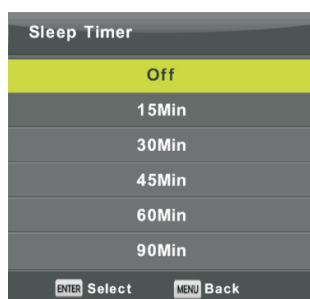 Sleep Timer
Off
15Min
30Min
45Min
60Min
90Min
ENTER Select MENU Back